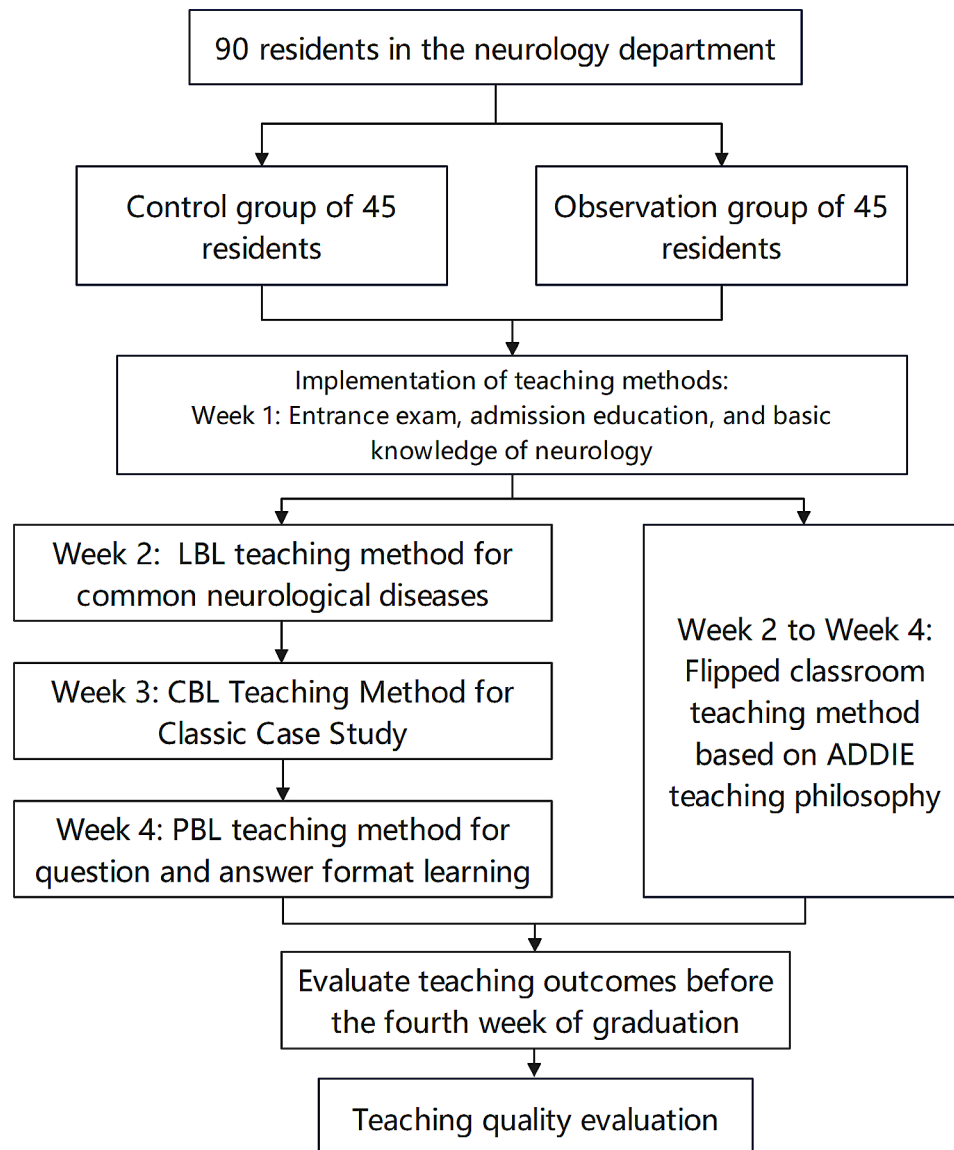 90 residents in the neurology department
Control group of 45
residents
Observation group of 45
residents
Implementation of teaching methods:
Week 1: Entrance exam, admission education, and basic
knowledge of neurology
Week 2:  LBL teaching method for
common neurological diseases
Week 3: CBL Teaching Method for
Classic Case Study
Week 4: PBL teaching method for
question and answer format learning
Week 2 to Week 4:
Flipped classroom
teaching method
based on ADDIE
teaching philosophy
Evaluate teaching outcomes before
the fourth week of graduation
Teaching quality evaluation